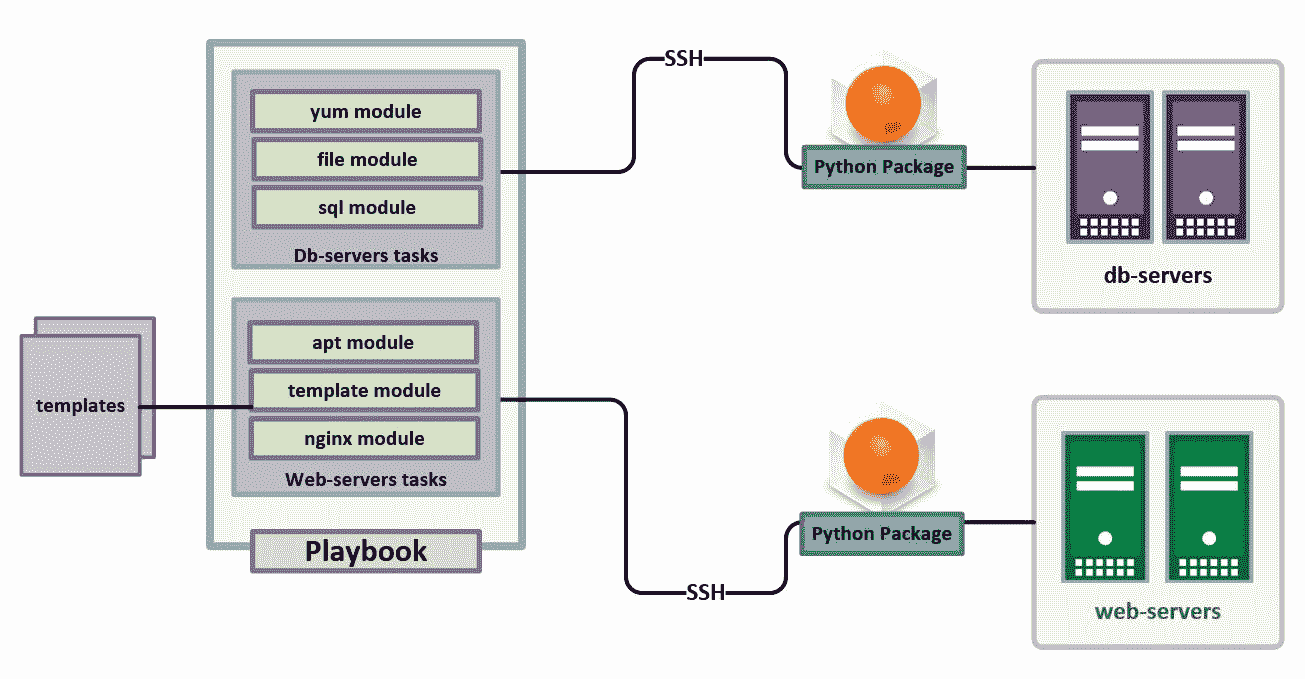 SSH
yum module
file module
sql module
Db-servers tasks
Python Package
db-servers
templates
apt module
template module
nginx module
Web-servers tasks
Playbook
Python Package
SSH
web-servers